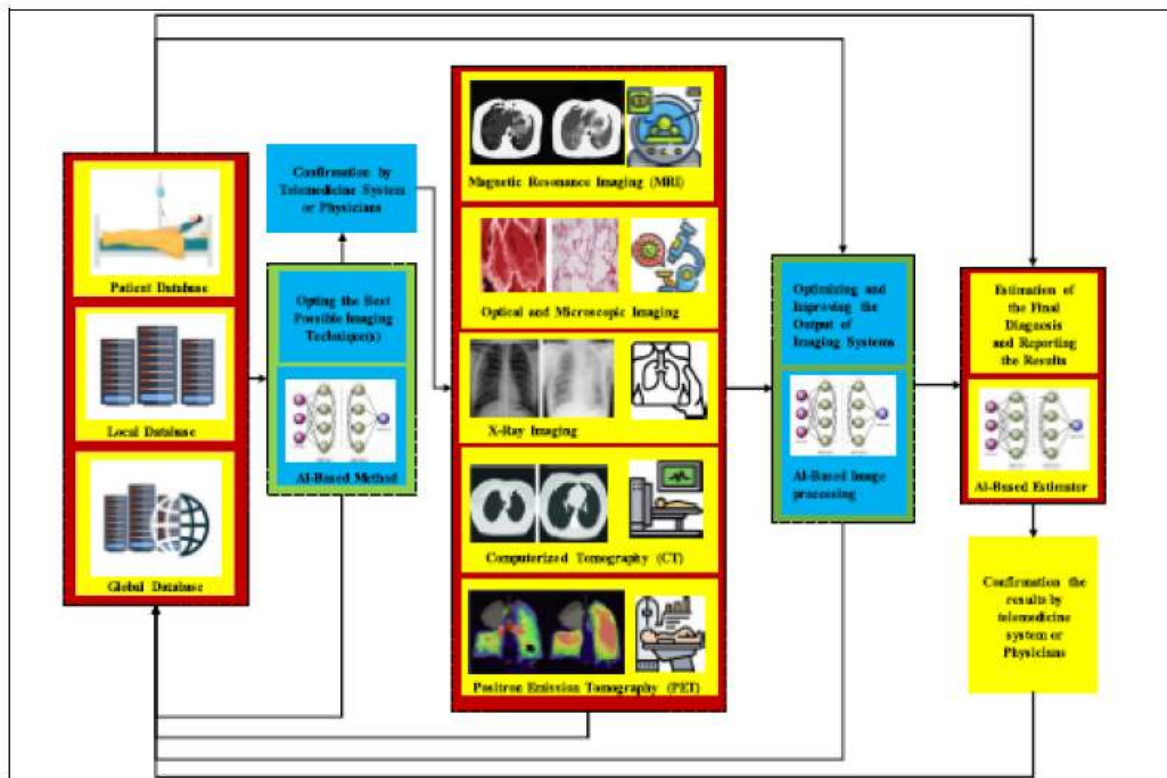 Patient Database
Local Database
Global Database
Confirmation by
Telemedicine System
or Physicians
Opting the Best
Possible Imaging
Technique(s)
AI-Based Method
Magnetic Resonance Imaging (MRI)
Optical and Microscopic Imaging
X-Ray Imaging
Computerized Tomography (CT)
Positron Emission Tomography (PET)
Optimizing and
Improving the
Output of
Imaging Systems
AI-Based Image
processing
Estimation of
the Final
Diagnosis
and Reporting
the Results
AI-Based Estimator
Confirmation the
results by
telemedicine
system or
Physicians